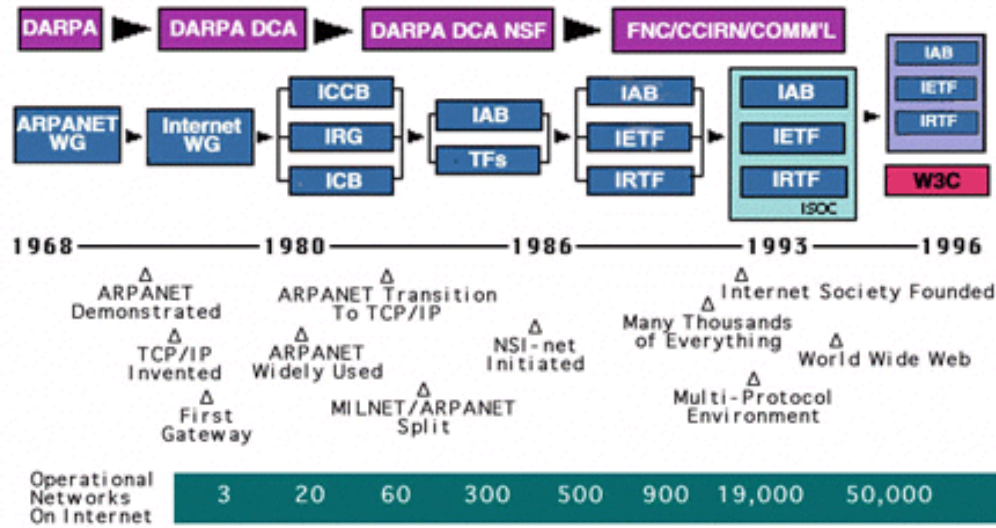 DARPA DARPA DCA DARPA DCA NSF FNC/CCIRN/COMM'L
ARPANET
WG
Internet
WG
ICCB
IRG
ICB
IAB
TFs
IAB
IETF
IRTF
IAB
IETF
IRTF
ISOC
IAB
IETF
IRTF
W3C
1968 1980 1986 1993 1996
ARPANET
Demonstrated
TCP/IP
Invented
First
Gateway
ARPANET Transition
To TCP/IP
ARPANET
Widely Used
MILNET/ARPANET
Split
NSI-net
Initiated
Internet Society Founded
Many Thousands
of Everything
World Wide Web
Multi-Protocol
Environment
Operational
Networks
On Internet
3 20 60 300 500 900 19,000 50,000